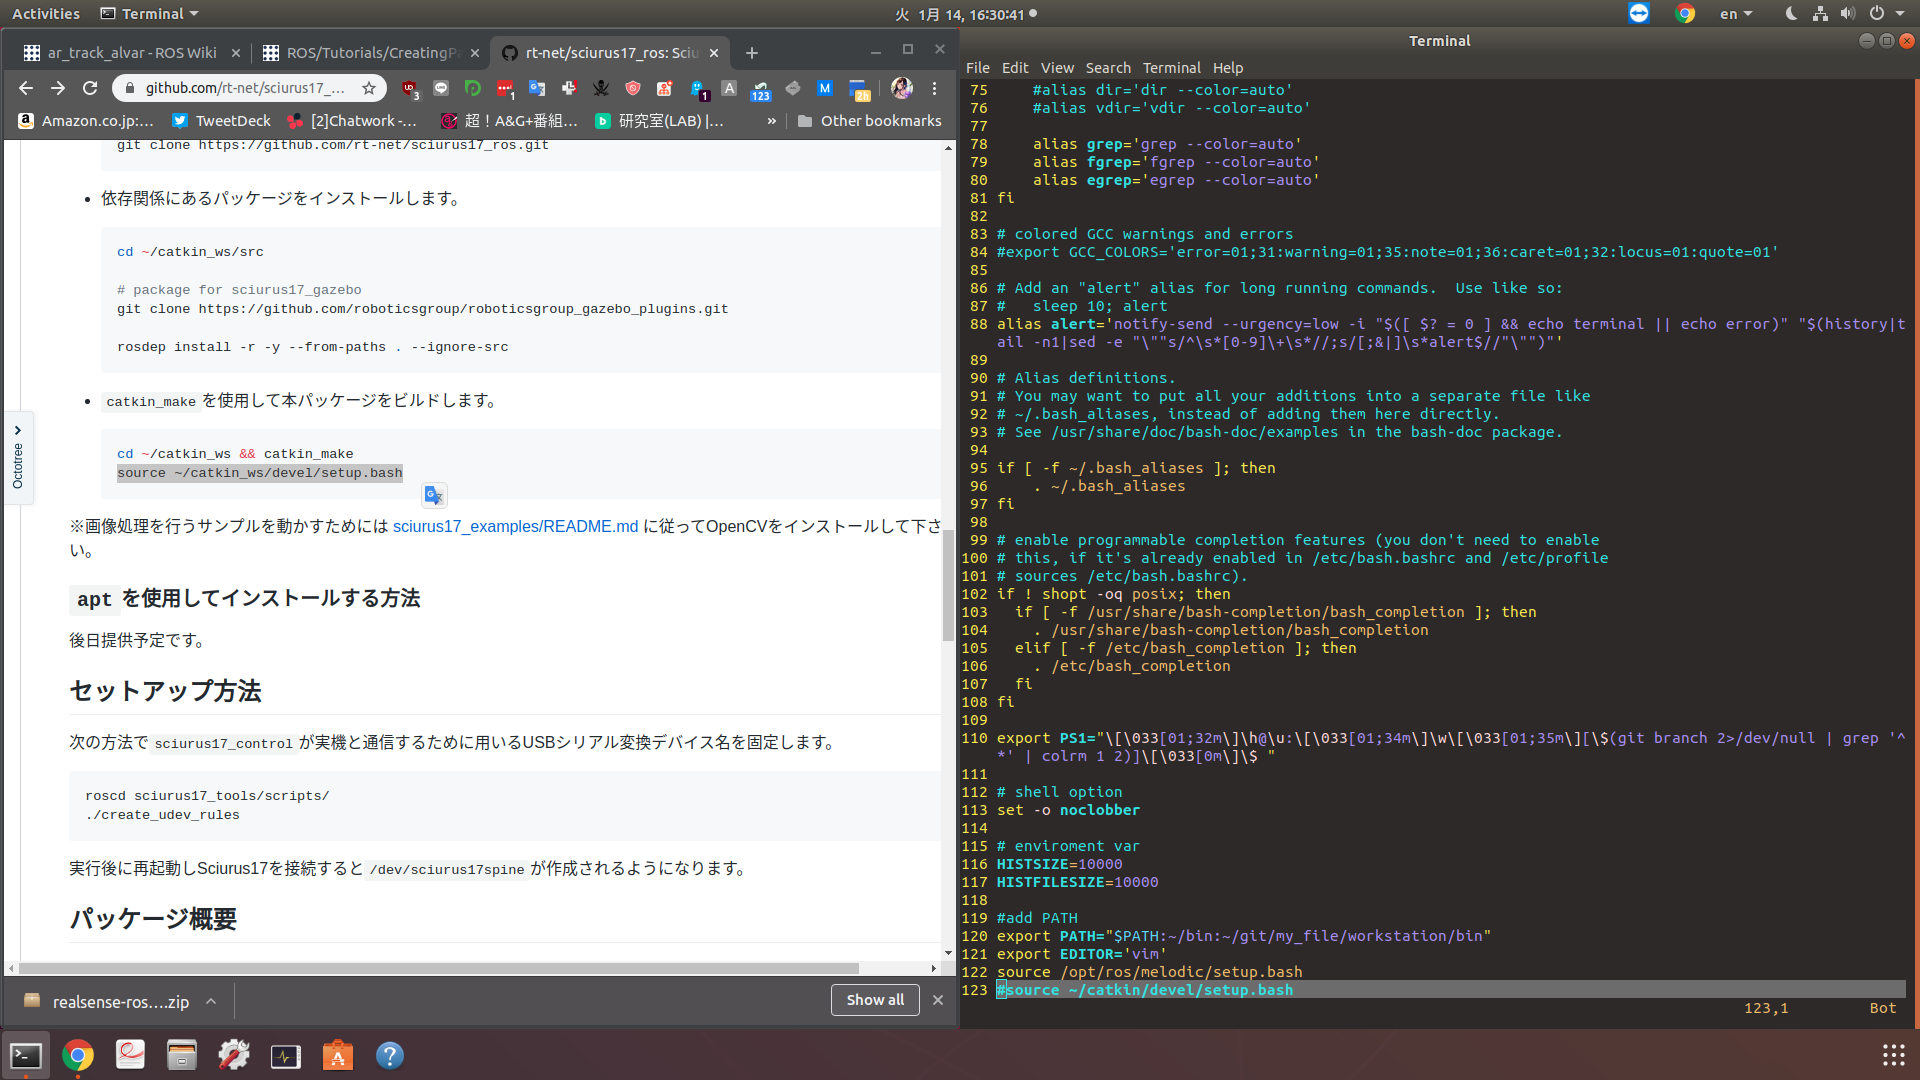 Activities
Terminal
火 1月 14, 16:30:41
en
ar_track_alvar - ROS Wiki
ROS/Tutorials/CreatingPa
rt-net/sciurus17_ros: Sciu
github.com/rt-net/sciurus17_...
Amazon.co.jp:...
TweetDeck
[2]Chatwork -...
超！A&G+番組...
研究室(LAB) |...
»
Other bookmarks
git clone https://github.com/rt-net/sciurus17_ros.git
依存関係にあるパッケージをインストールします。
cd ~/catkin_ws/src
# package for sciurus17_gazebo
git clone https://github.com/roboticsgroup/roboticsgroup_gazebo_plugins.git
rosdep install -r -y --from-paths . --ignore-src
catkin_make を使用して本パッケージをビルドします。
cd ~/catkin_ws && catkin_make
source ~/catkin_ws/devel/setup.bash
Octotree
※画像処理を行うサンプルを動かすためには sciurus17_examples/README.md に従ってOpenCVをインストールして下さ
い。
apt を使用してインストールする方法
後日提供予定です。
セットアップ方法
次の方法で sciurus17_control が実機と通信するために用いるUSBシリアル変換デバイス名を固定します。
roscd sciurus17_tools/scripts/
./create_udev_rules
実行後に再起動しSciurus17を接続すると /dev/sciurus17spine が作成されるようになります。
パッケージ概要
realsense-ros....zip
Show all
Terminal
File Edit View Search Terminal Help
75     #alias dir='dir --color=auto'
76     #alias vdir='vdir --color=auto'
77
78     alias grep='grep --color=auto'
79     alias fgrep='fgrep --color=auto'
80     alias egrep='egrep --color=auto'
81 fi
82
83 # colored GCC warnings and errors
84 #export GCC_COLORS='error=01;31:warning=01;35:note=01;36:caret=01;32:locus=01:quote=01'
85
86 # Add an "alert" alias for long running commands.  Use like so:
87 #   sleep 10; alert
88 alias alert='notify-send --urgency=low -i "$([ $? = 0 ] && echo terminal || echo error)" "$(history|t
ail -n1|sed -e "\""s/^\s*[0-9]\+\s*//;s/[;&|]\s*alert$//"\"")"'
89
90 # Alias definitions.
91 # You may want to put all your additions into a separate file like
92 # ~/.bash_aliases, instead of adding them here directly.
93 # See /usr/share/doc/bash-doc/examples in the bash-doc package.
94
95 if [ -f ~/.bash_aliases ]; then
96     . ~/.bash_aliases
97 fi
98
99 # enable programmable completion features (you don't need to enable
100 # this, if it's already enabled in /etc/bash.bashrc and /etc/profile
101 # sources /etc/bash.bashrc).
102 if ! shopt -oq posix; then
103   if [ -f /usr/share/bash-completion/bash_completion ]; then
104     . /usr/share/bash-completion/bash_completion
105   elif [ -f /etc/bash_completion ]; then
106     . /etc/bash_completion
107   fi
108 fi
109
110 export PS1="\[\033[01;32m\]\h@\u:\[\033[01;34m\]\w\[\033[01;35m\][\$(git branch 2>/dev/null | grep '^
*' | colrm 1 2)]\[\033[0m\]\$ "
111
112 # shell option
113 set -o noclobber
114
115 # enviroment var
116 HISTSIZE=10000
117 HISTFILESIZE=10000
118
119 #add PATH
120 export PATH="$PATH:~/bin:~/git/my_file/workstation/bin"
121 export EDITOR='vim'
122 source /opt/ros/melodic/setup.bash
123 #source ~/catkin/devel/setup.bash
123,1 Bot